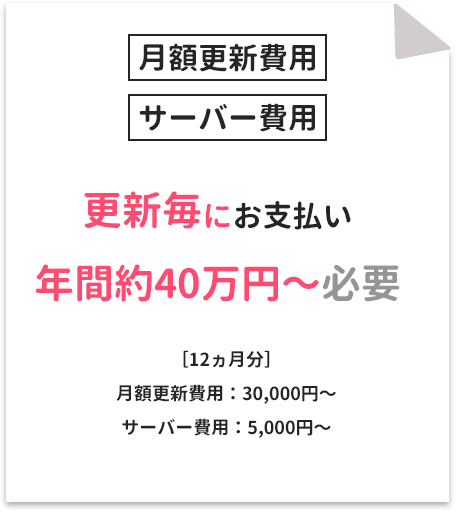 月額更新費用
サーバー費用
更新毎にお支払い
年間約40万円～必要
［12ヵ月分］
月額更新費用：30,000円～
サーバー費用：5,000円～